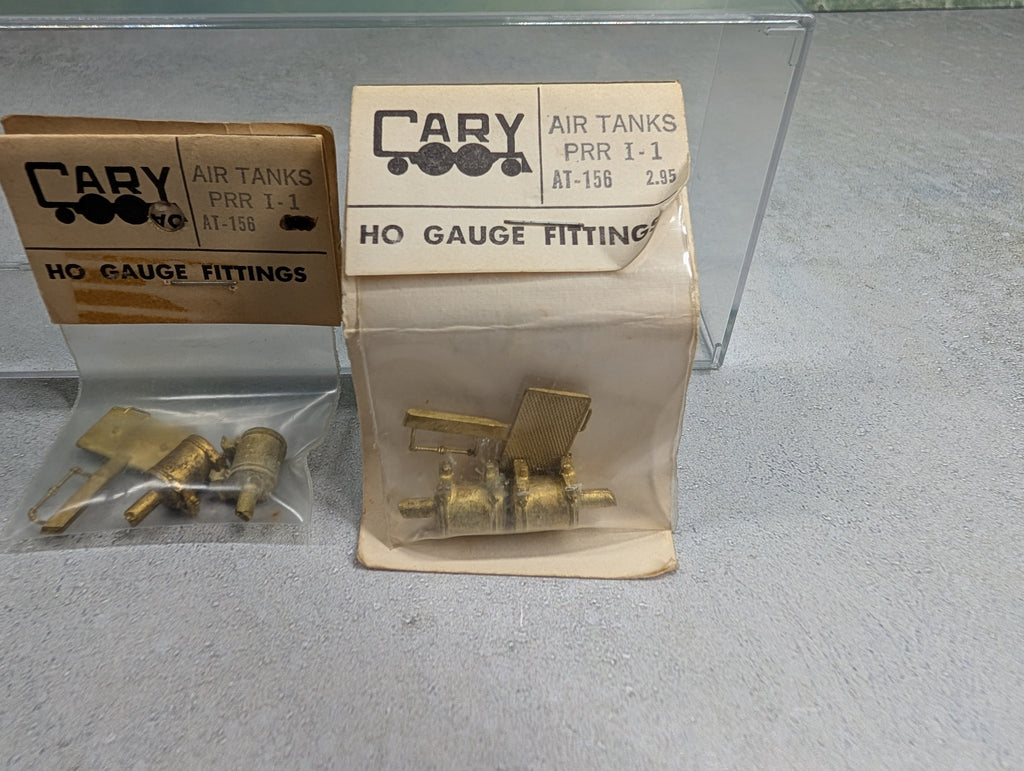 CARY
AIR TANKS
PRR I-1
AT-156
HO GAUGE FITTINGS
CARY
AIR TANKS
PRR I-1
AT-156 2.95
HO GAUGE FITTINGS